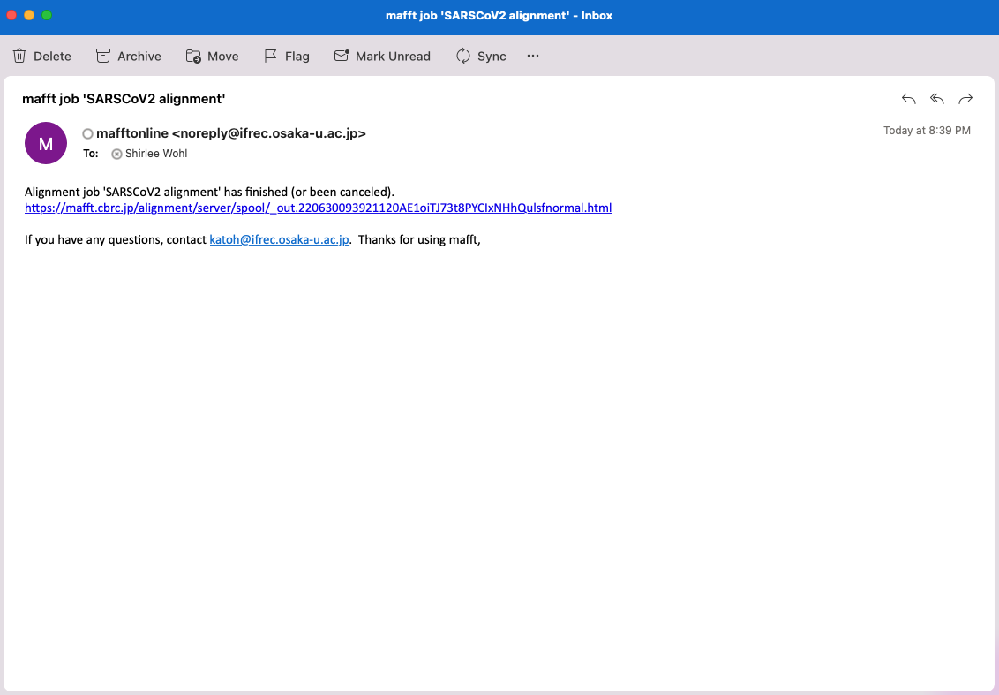 mafft job 'SARSCoV2 alignment' - Inbox
Delete Archive Move Flag Mark Unread Sync ...
mafft job 'SARSCoV2 alignment'
M
mafftonline <noreply@ifrec.osaka-u.ac.jp>
Today at 8:39 PM
To: Shirlee Wohl
Alignment job 'SARSCoV2 alignment' has finished (or been canceled).
https://mafft.cbrc.jp/alignment/server/spool/_out.220630093921120AE1oiTJ73t8PYClxNHhQulsfnormal.html
If you have any questions, contact katoh@ifrec.osaka-u.ac.jp.  Thanks for using mafft,